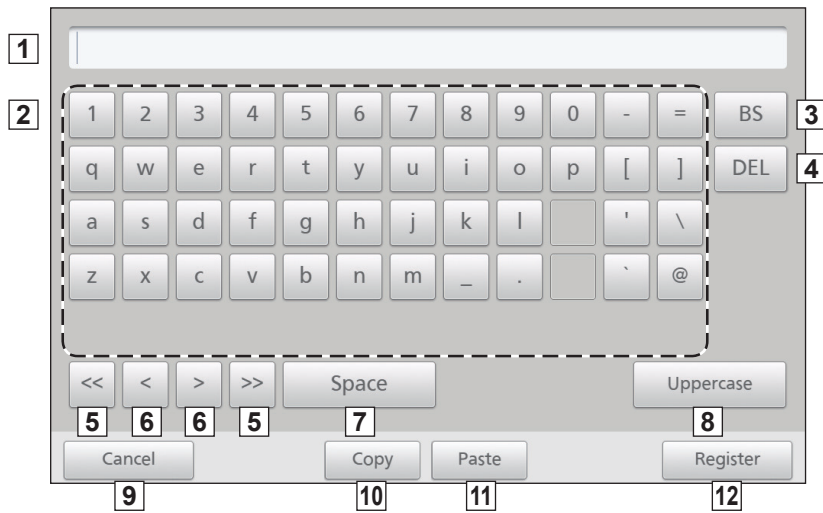 1
2 1 2 3 4 5 6 7 8 9 0 - = BS 3
q w e r t y u i o p [ ] DEL 4
a s d f g h j k l ' \
z x c v b n m _ . ` @
<< < > >> Space Uppercase
5 6 6 5 7 8
Cancel Copy Paste Register
9 10 11 12